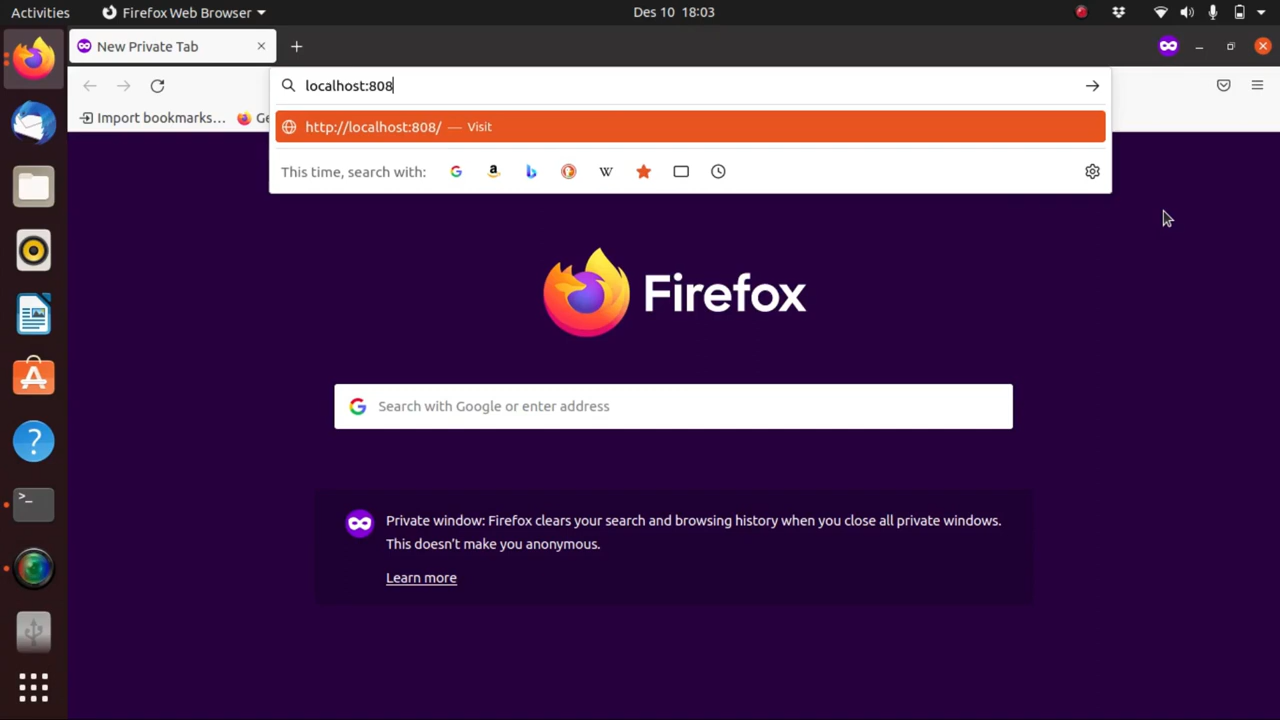 Activities
Firefox Web Browser
Des 10 18:03
New Private Tab
localhost:808
Import bookmarks...
Ge
http://localhost:808/ — Visit
This time, search with:
Firefox
Search with Google or enter address
Private window: Firefox clears your search and browsing history when you close all private windows.
This doesn’t make you anonymous.
Learn more